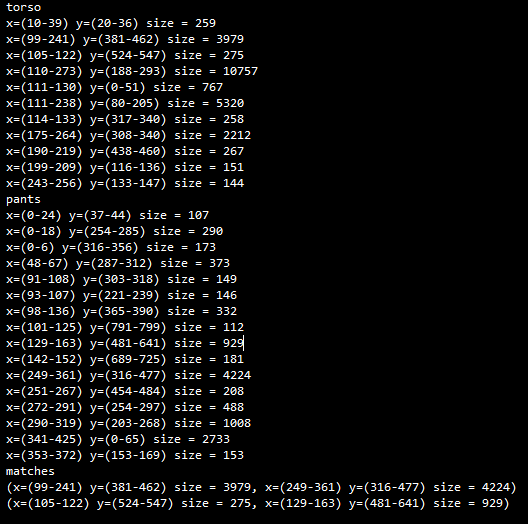 torso
x=(10-39) y=(20-36) size = 259
x=(99-241) y=(381-462) size = 3979
x=(105-122) y=(524-547) size = 275
x=(110-273) y=(188-293) size = 10757
x=(111-130) y=(0-51) size = 767
x=(111-238) y=(80-205) size = 5320
x=(114-133) y=(317-340) size = 258
x=(175-264) y=(308-340) size = 2212
x=(190-219) y=(438-460) size = 267
x=(199-209) y=(116-136) size = 151
x=(243-256) y=(133-147) size = 144
pants
x=(0-24) y=(37-44) size = 107
x=(0-18) y=(254-285) size = 290
x=(0-6) y=(316-356) size = 173
x=(48-67) y=(287-312) size = 373
x=(91-108) y=(303-318) size = 149
x=(93-107) y=(221-239) size = 146
x=(98-136) y=(365-390) size = 332
x=(101-125) y=(791-799) size = 112
x=(129-163) y=(481-641) size = 929
x=(142-152) y=(689-725) size = 181
x=(249-361) y=(316-477) size = 4224
x=(251-267) y=(454-484) size = 208
x=(272-291) y=(254-297) size = 488
x=(290-319) y=(203-268) size = 1008
x=(341-425) y=(0-65) size = 2733
x=(353-372) y=(153-169) size = 153
matches
(x=(99-241) y=(381-462) size = 3979, x=(249-361) y=(316-477) size = 4224)
(x=(105-122) y=(524-547) size = 275, x=(129-163) y=(481-641) size = 929)